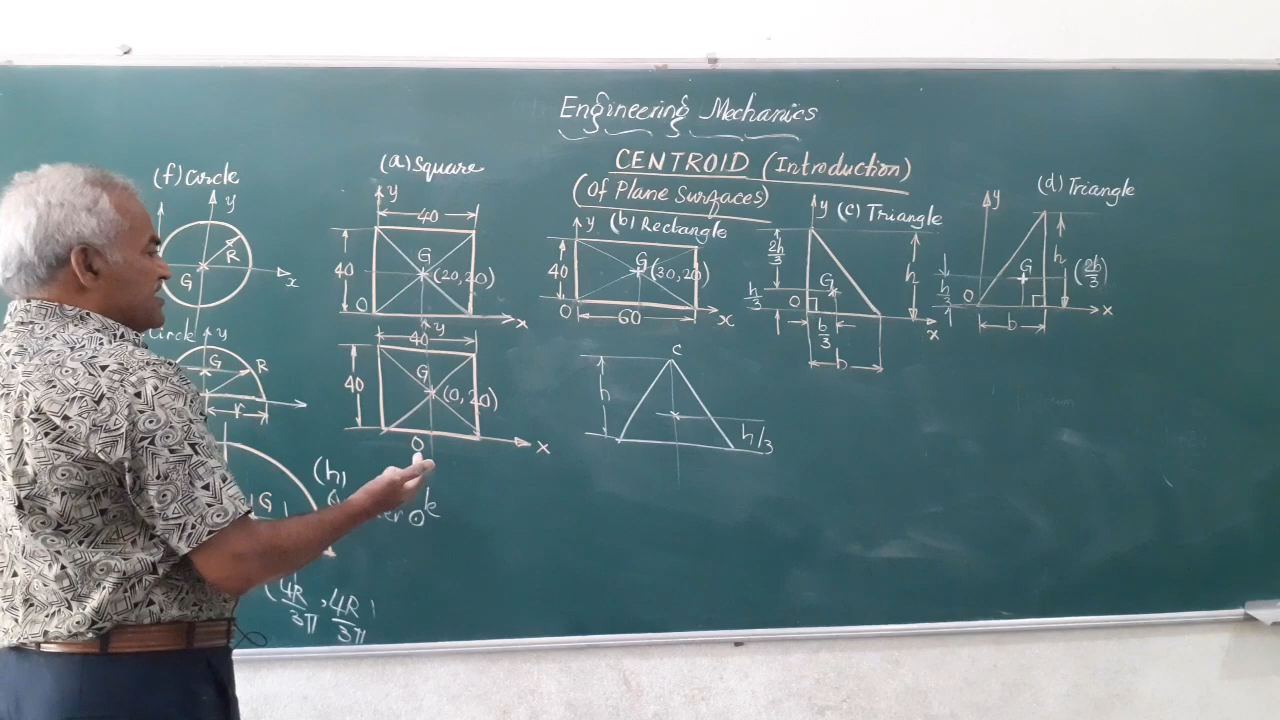 Engineering Mechanics
CENTROID (Introduction)
(Of Plane Surfaces)
(f) Circle
y
R
G
x
Circle
y
G
R
r
G
(h)
(4R/3π, 4R/3π)
(a) Square
y
40
40
G
(20,20)
O
x
40
y
40
G
(0,20)
O
x
(b) Rectangle
y
40
G
(30,20)
O
60
x
C
h
h/3
(c) Triangle
y
2h/3
h/3
G
O
h
b/3
b
x
(d) Triangle
y
G
h
(2b/3)
h/3
O
b
x